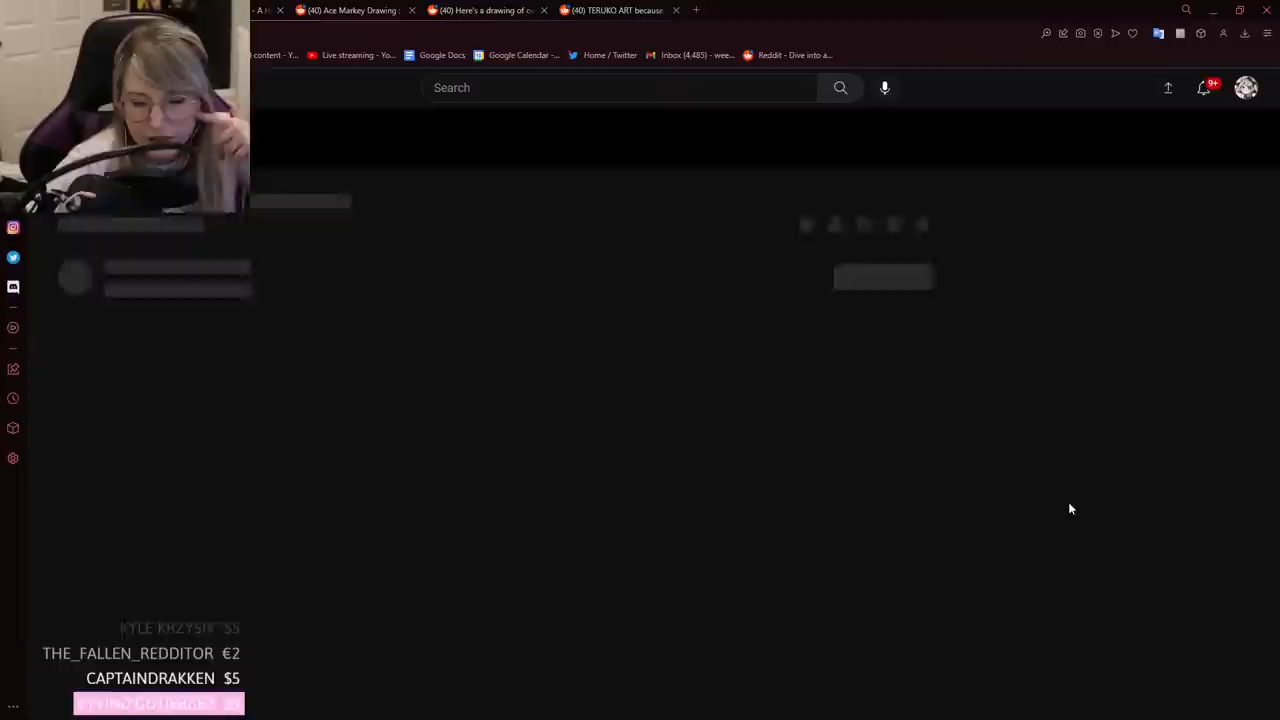 - A H
(40) Ace Markey Drawing :
(40) Here's a drawing of ou
(40) TERUKO ART because
content - Y...
Live streaming - Yo...
Google Docs
Google Calendar -...
Home / Twitter
Inbox (4,485) - wee...
Reddit - Dive into a...
Search
9+
THE_FALLEN_REDDITOR €2
CAPTAINDRAKKEN $5